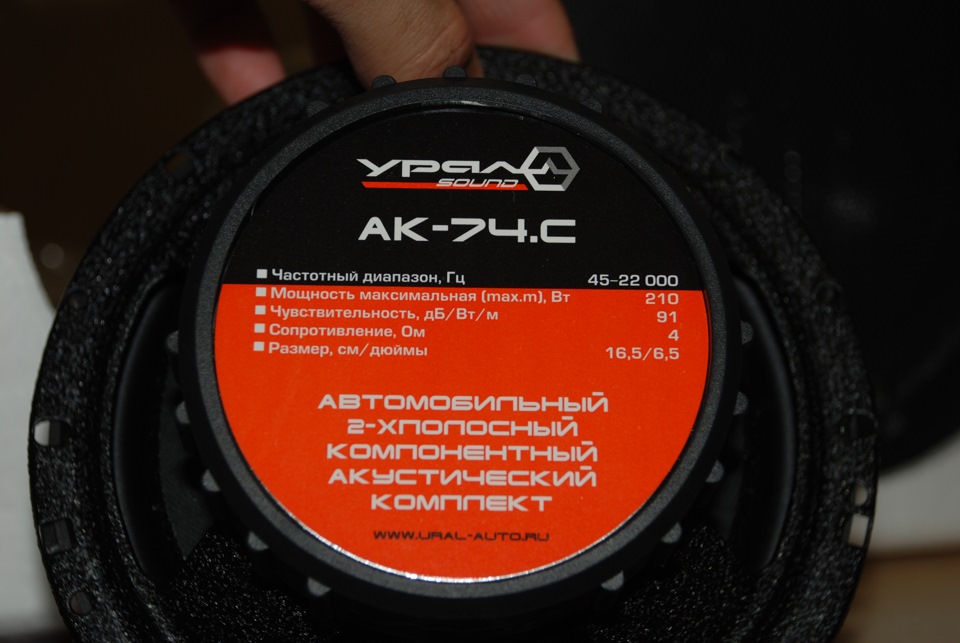 УРАЛ
SOUND
АК-74.С
Частотный диапазон, Гц 45-22 000
Мощность максимальная (max.m), Вт 210
Чувствительность, дБ/Вт/м 91
Сопротивление, Ом 4
Размер, см/дюймы 16,5/6,5
АВТОМОБИЛЬНЫЙ
2-ХПОЛОСНЫЙ
КОМПОНЕНТНЫЙ
АКУСТИЧЕСКИЙ
КОМПЛЕКТ
WWW.URAL-AUTO.RU